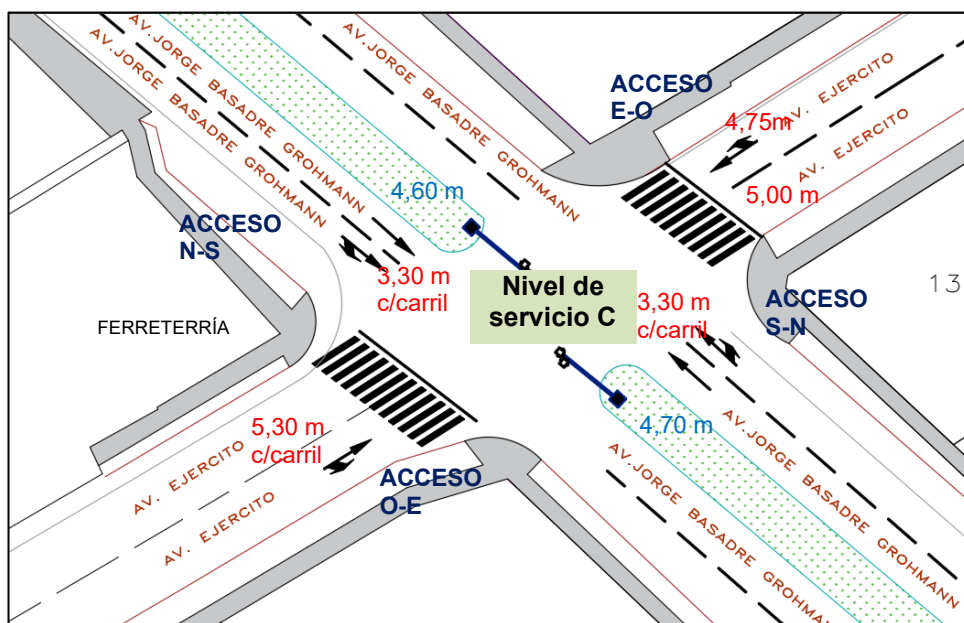 AV.JORGE BASADRE GROHMANN
AV.JORGE BASADRE GROHMANN
AV.JORGE BASADRE GROHMANN
ACCESO
E-O
4,75m
AV. EJERCITO
AV. EJERCITO
5,00 m
4,60 m
ACCESO
N-S
3,30 m
c/carril
Nivel de
servicio C
3,30 m
c/carril
ACCESO
S-N
13
FERRETERRÍA
5,30 m
c/carril
AV. EJERCITO
AV. EJERCITO
ACCESO
O-E
4,70 m
AV.JORGE BASADRE GROHMANN
AV.JORGE BASADRE GROHMANN